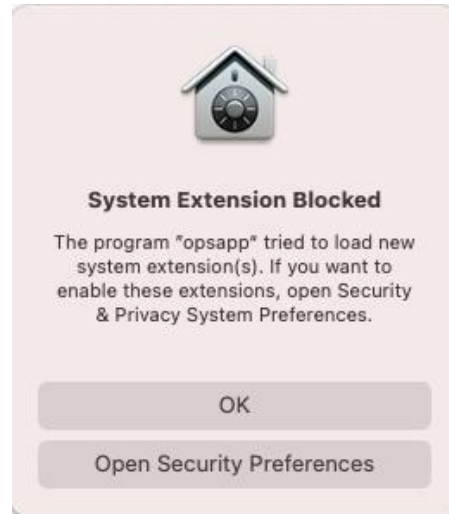 System Extension Blocked
The program "opsapp" tried to load new
system extension(s). If you want to
enable these extensions, open Security
& Privacy System Preferences.
OK
Open Security Preferences